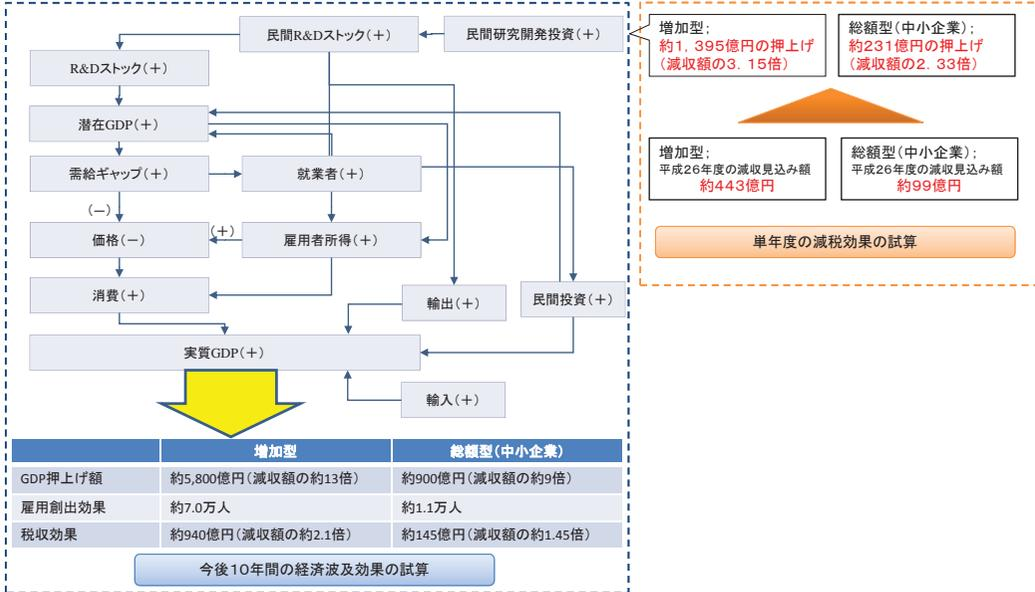 民間R&Dストック（＋）
民間研究開発投資（＋）
R&Dストック（＋）
潜在GDP（＋）
需給ギャップ（＋）
就業者（＋）
（－）
価格（－）
（＋）
雇用者所得（＋）
消費（＋）
輸出（＋）
民間投資（＋）
実質GDP（＋）
輸入（＋）
増加型
総額型（中小企業）
GDP押上げ額
約5,800億円（減収額の約13倍）
約900億円（減収額の約9倍）
雇用創出効果
約7.0万人
約1.1万人
税収効果
約940億円（減収額の約2.1倍）
約145億円（減収額の約1.45倍）
今後10年間の経済波及効果の試算
増加型；
約1，395億円の押上げ
（減収額の3．15倍）
総額型（中小企業）；
約231億円の押上げ
（減収額の2．33倍）
増加型；
平成26年度の減収見込み額
約443億円
総額型（中小企業）；
平成26年度の減収見込み額
約99億円
単年度の減税効果の試算